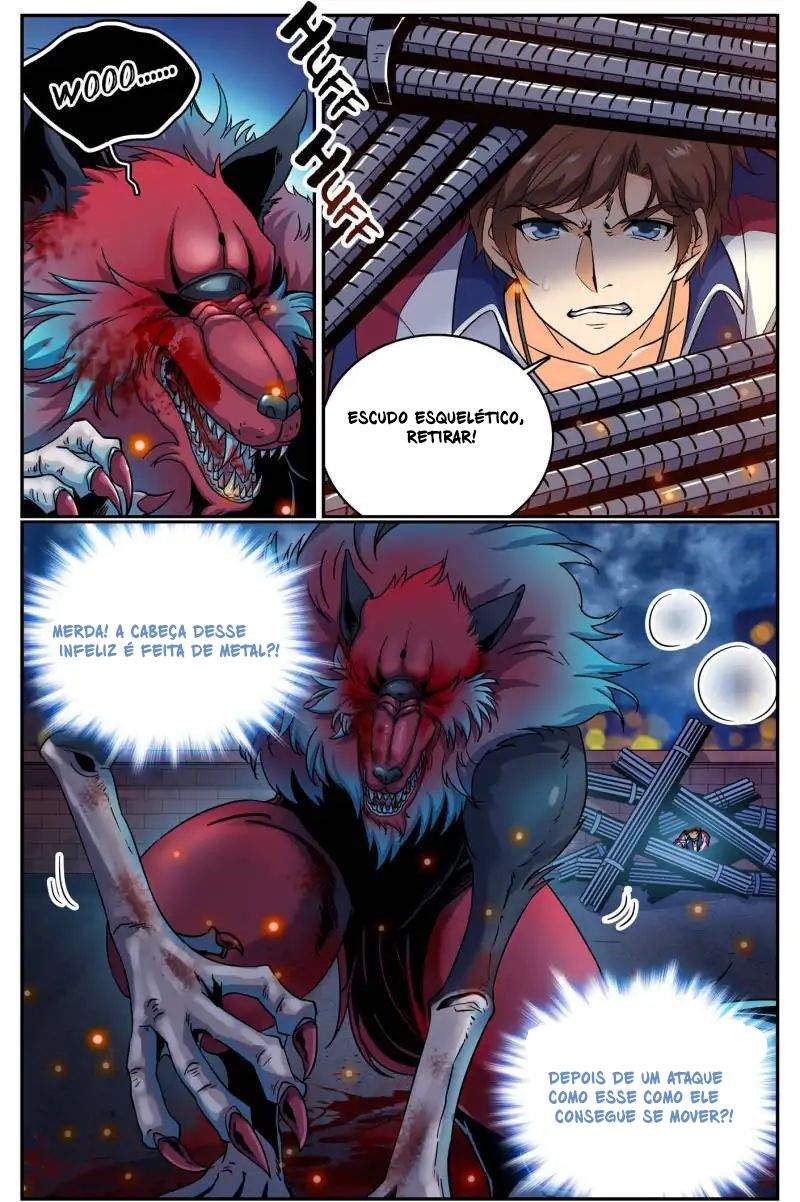 WOOO......
HUFF
HUFF
ESCUDO ESQUELÉTICO,
RETIRAR!
MERDA! A CABEÇA DESSE
INFELIZ É FEITA DE METAL?!
DEPOIS DE UM ATAQUE
COMO ESSE COMO ELE
CONSEGUE SE MOVER?!